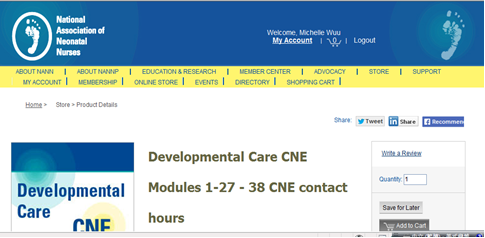 National
Association of
Neonatal
Nurses
Welcome, Michelle Wuu
My Account | | Logout
ABOUT NANN | ABOUT NANNP | EDUCATION & RESEARCH | MEMBER CENTER | ADVOCACY | STORE | SUPPORT
MY ACCOUNT | MEMBERSHIP | ONLINE STORE | EVENTS | DIRECTORY | SHOPPING CART |
Home > Store > Product Details
Share: Tweet Share Recommen
Developmental
Care
CNE
Developmental Care CNE
Modules 1-27 - 38 CNE contact
hours
Write a Review
Quantity: 1
Save for Later
Add to Cart